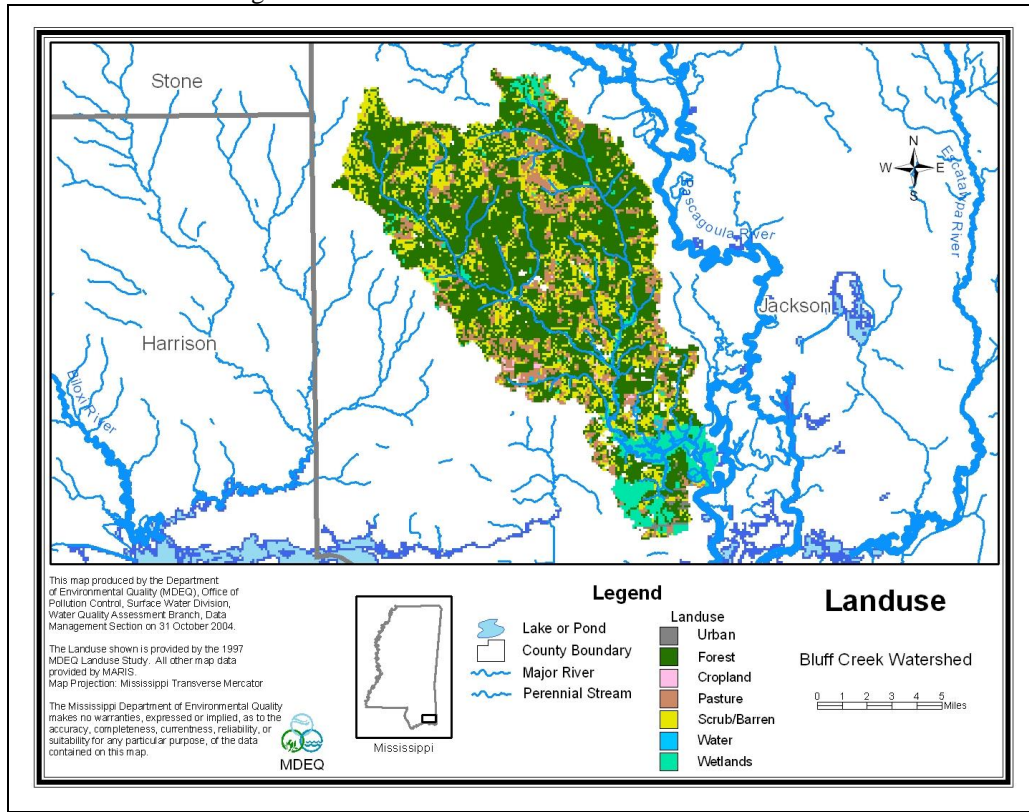 Stone
N
W E
S
Escatawpa River
Pascagoula River
Jackson
Harrison
Biloxi River
This map produced by the Department
of Environmental Quality (MDEQ), Office of
Pollution Control, Surface Water Division,
Water Quality Assessment Branch, Data
Management Section on 31 October 2004.
The Landuse shown is provided by the 1997
MDEQ Landuse Study. All other map data
provided by MARIS.
Map Projection: Mississippi Transverse Mercator
The Mississippi Department of Environmental Quality
makes no warranties, expressed or implied, as to the
accuracy, completeness, currentness, reliability, or
suitability for any particular purpose, of the data
contained on this map.
MDEQ
Mississippi
Legend
Lake or Pond
County Boundary
Major River
Perennial Stream
Landuse
Urban
Forest
Cropland
Pasture
Scrub/Barren
Water
Wetlands
Landuse
Bluff Creek Watershed
0 1 2 3 4 5
Miles